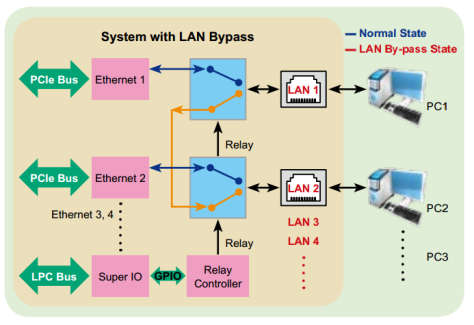 System with LAN Bypass
Normal State
LAN By-pass State
PCIe Bus
Ethernet 1
LAN 1
PC1
Relay
PCIe Bus
Ethernet 2
LAN 2
PC2
Ethernet 3, 4
LAN 3
LAN 4
Relay
PC3
LPC Bus
Super IO
GPIO
Relay
Controller